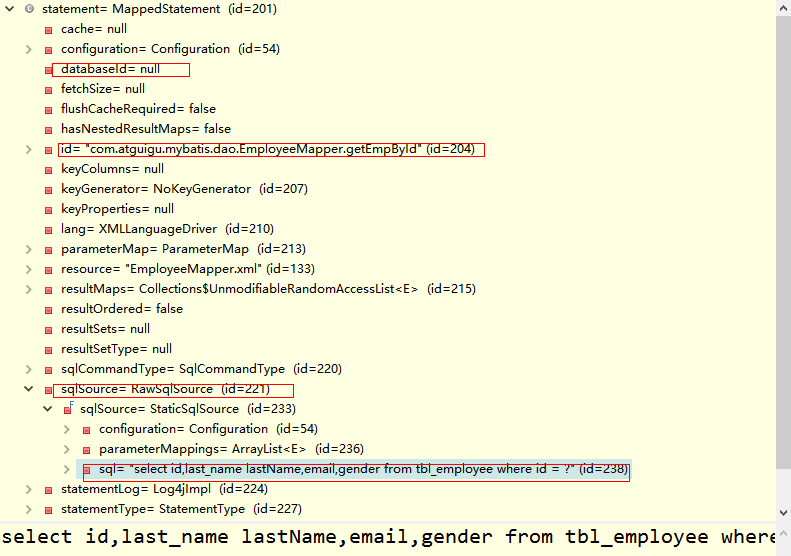 statement= MappedStatement (id=201)
cache= null
configuration= Configuration (id=54)
databaseId= null
fetchSize= null
flushCacheRequired= false
hasNestedResultMaps= false
id= "com.atguigu.mybatis.dao.EmployeeMapper.getEmpById" (id=204)
keyColumns= null
keyGenerator= NoKeyGenerator (id=207)
keyProperties= null
lang= XMLLanguageDriver (id=210)
parameterMap= ParameterMap (id=213)
resource= "EmployeeMapper.xml" (id=133)
resultMaps= Collections$UnmodifiableRandomAccessList<E> (id=215)
resultOrdered= false
resultSets= null
resultSetType= null
sqlCommandType= SqlCommandType (id=220)
sqlSource= RawSqlSource (id=221)
sqlSource= StaticSqlSource (id=233)
configuration= Configuration (id=54)
parameterMappings= ArrayList<E> (id=236)
sql= "select id,last_name lastName,email,gender from tbl_employee where id = ?" (id=238)
statementLog= Log4jImpl (id=224)
statementType= StatementType (id=227)
select id,last_name lastName,email,gender from tbl_employee where